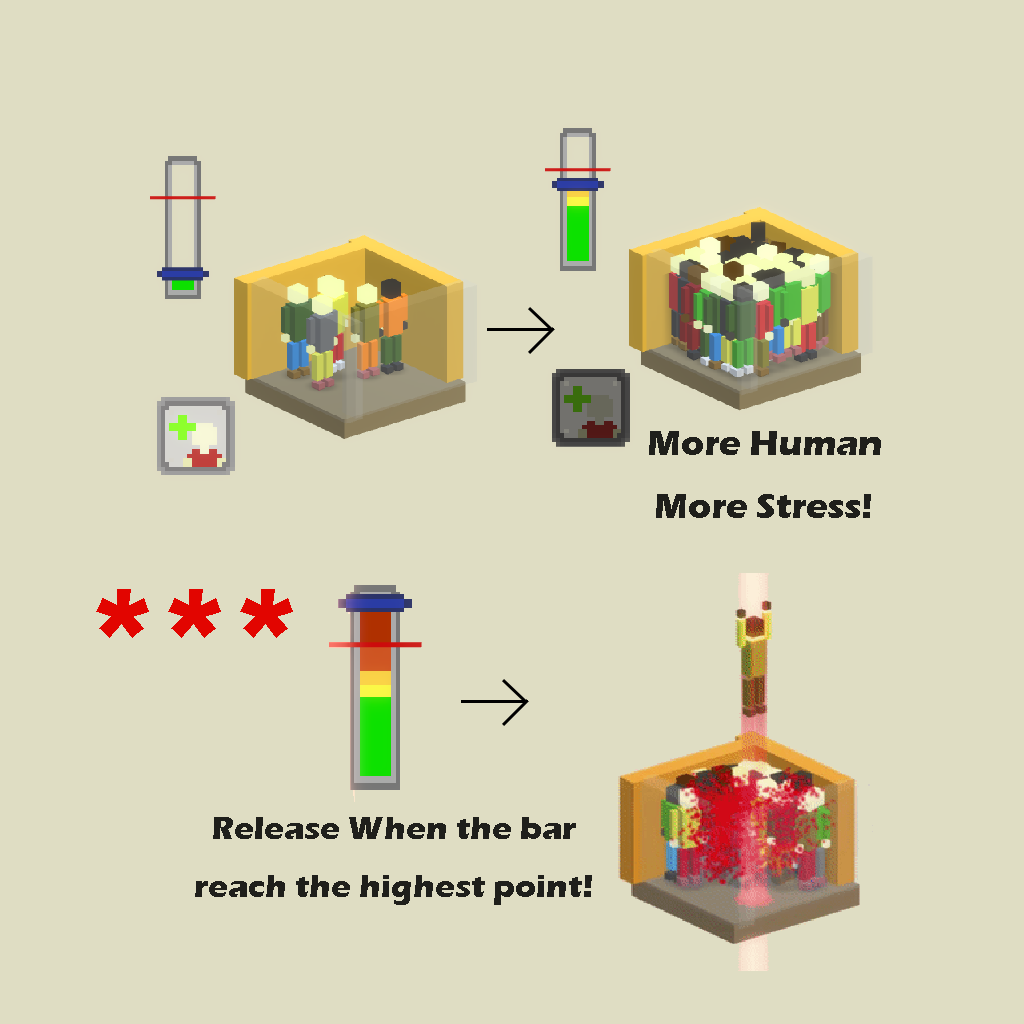 More Human
More Stress!
***
Release When the bar
reach the highest point!